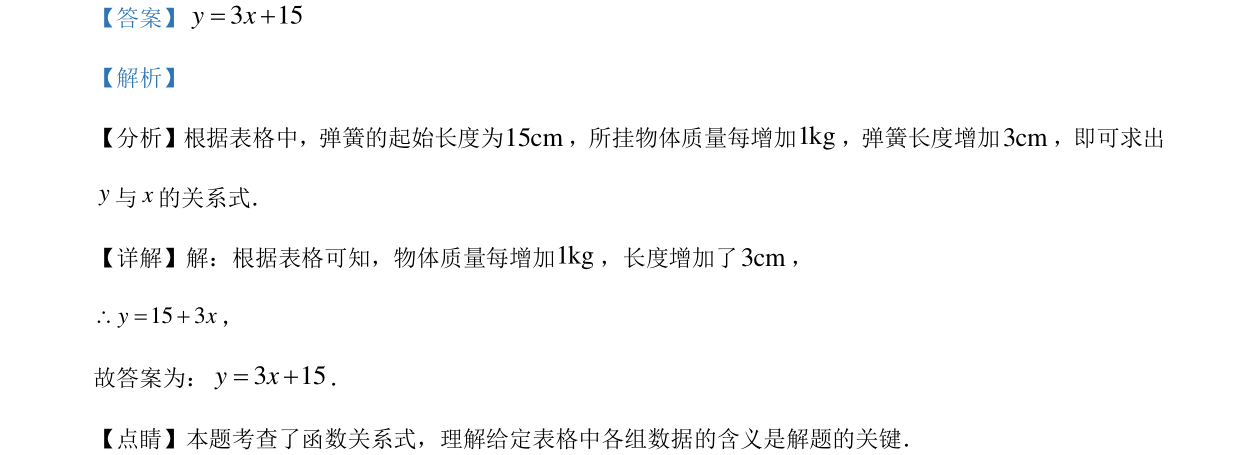 【答案】y=3x+15
【解析】
【分析】根据表格中，弹簧的起始长度为15cm，所挂物体质量每增加1kg，弹簧长度增加3cm，即可求出
y与x的关系式．
【详解】解：根据表格可知，物体质量每增加1kg，长度增加了3cm，
∴y=15+3x，
故答案为：y=3x+15．
【点睛】本题考查了函数关系式，理解给定表格中各组数据的含义是解题的关键．